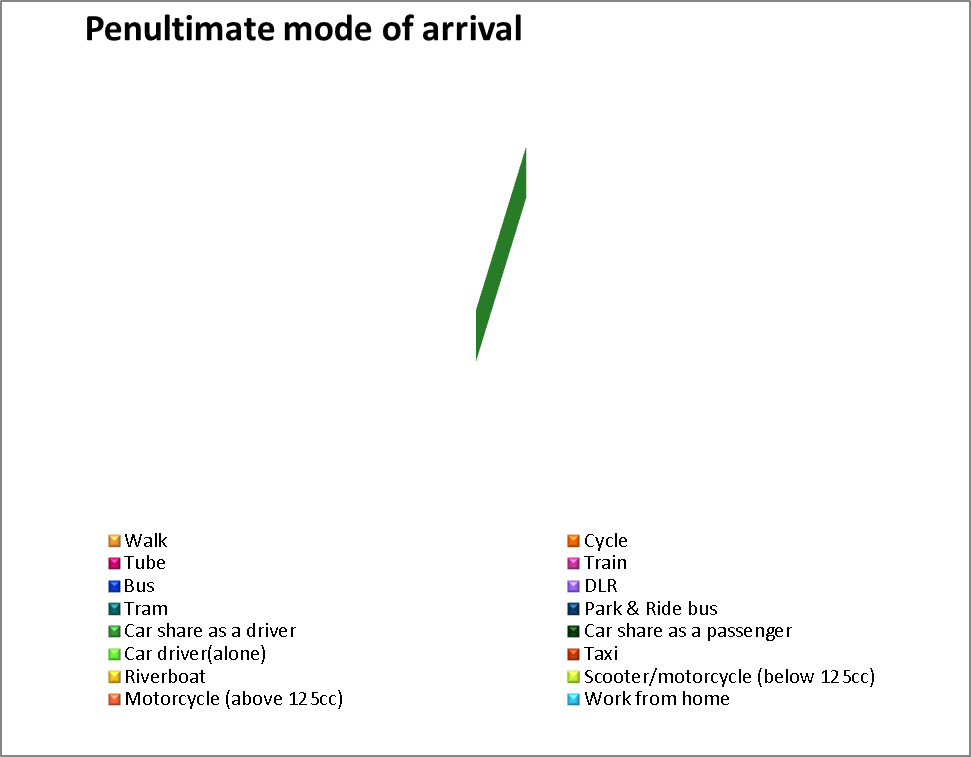 Penultimate mode of arrival
Walk
Cycle
Tube
Train
Bus
DLR
Tram
Park & Ride bus
Car share as a driver
Car share as a passenger
Car driver(alone)
Taxi
Riverboat
Scooter/motorcycle (below 125cc)
Motorcycle (above 125cc)
Work from home